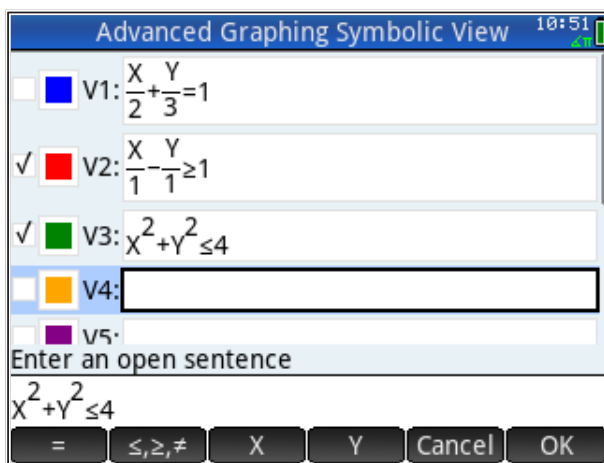 Advanced Graphing Symbolic View 10:51
∠π
V1: X/2+Y/3=1
√ V2: X/1−Y/1≥1
√ V3: X²+Y²≤4
V4:
V5:
Enter an open sentence
X²+Y²≤4
= ≤,≥,≠ X Y Cancel OK